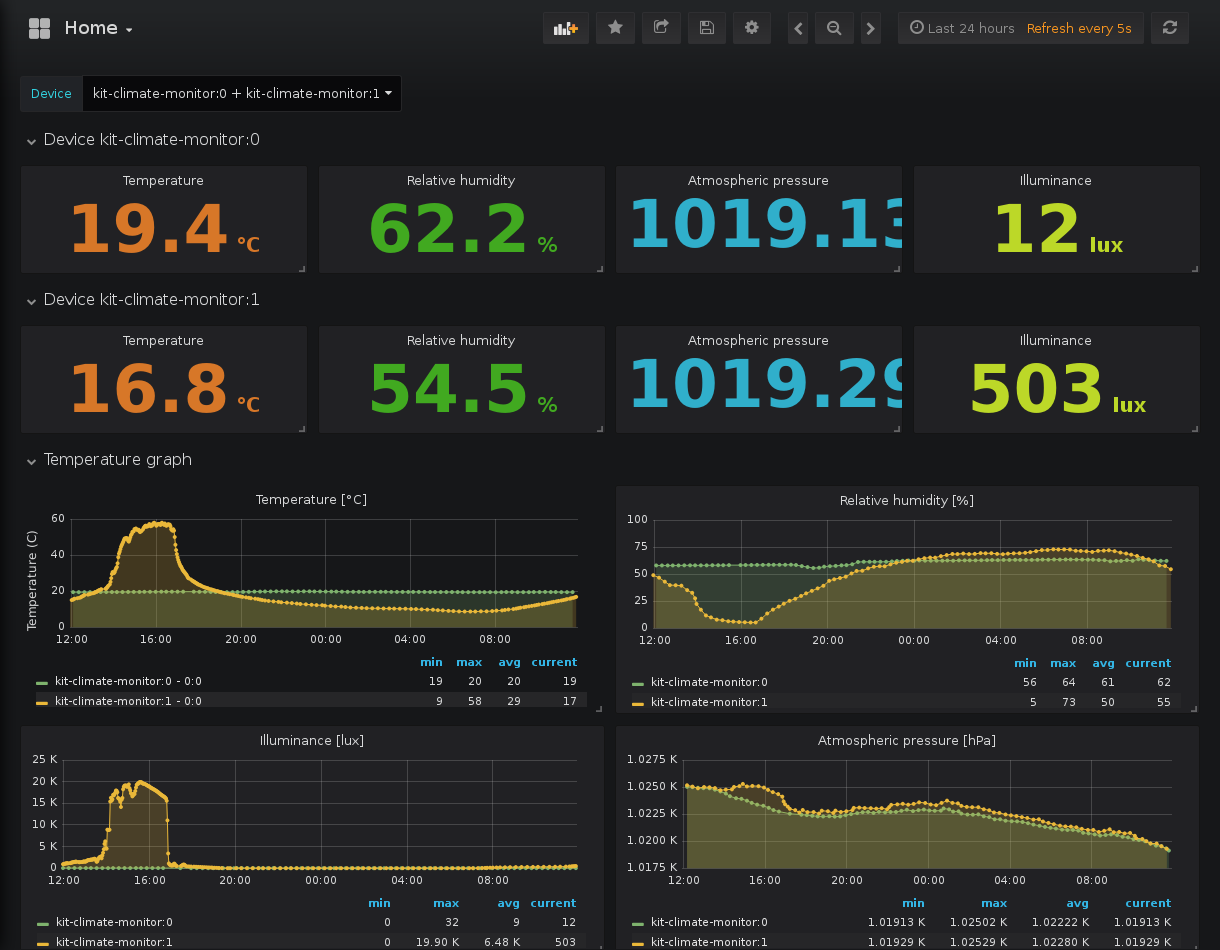 Home
Last 24 hours Refresh every 5s
Device kit-climate-monitor:0 + kit-climate-monitor:1
Device kit-climate-monitor:0
Temperature Relative humidity Atmospheric pressure Illuminance
19.4 °C 62.2 % 1019.13 12 lux
Device kit-climate-monitor:1
Temperature Relative humidity Atmospheric pressure Illuminance
16.8 °C 54.5 % 1019.29 503 lux
Temperature graph
Temperature [°C]
Temperature (C)
60
40
20
0
12:00 16:00 20:00 00:00 04:00 08:00
min max avg current
kit-climate-monitor:0 - 0:0 19 20 20 19
kit-climate-monitor:1 - 0:0 9 58 29 17
Relative humidity [%]
100
75
50
25
0
12:00 16:00 20:00 00:00 04:00 08:00
min max avg current
kit-climate-monitor:0 56 64 61 62
kit-climate-monitor:1 5 73 50 55
Illuminance [lux]
25 K
20 K
15 K
10 K
5 K
0
12:00 16:00 20:00 00:00 04:00 08:00
min max avg current
kit-climate-monitor:0 0 32 9 12
kit-climate-monitor:1 0 19.90 K 6.48 K 503
Atmospheric pressure [hPa]
1.0275 K
1.0250 K
1.0225 K
1.0200 K
1.0175 K
12:00 16:00 20:00 00:00 04:00 08:00
min max avg current
kit-climate-monitor:0 1.01913 K 1.02502 K 1.02222 K 1.01913 K
kit-climate-monitor:1 1.01929 K 1.02529 K 1.02280 K 1.01929 K